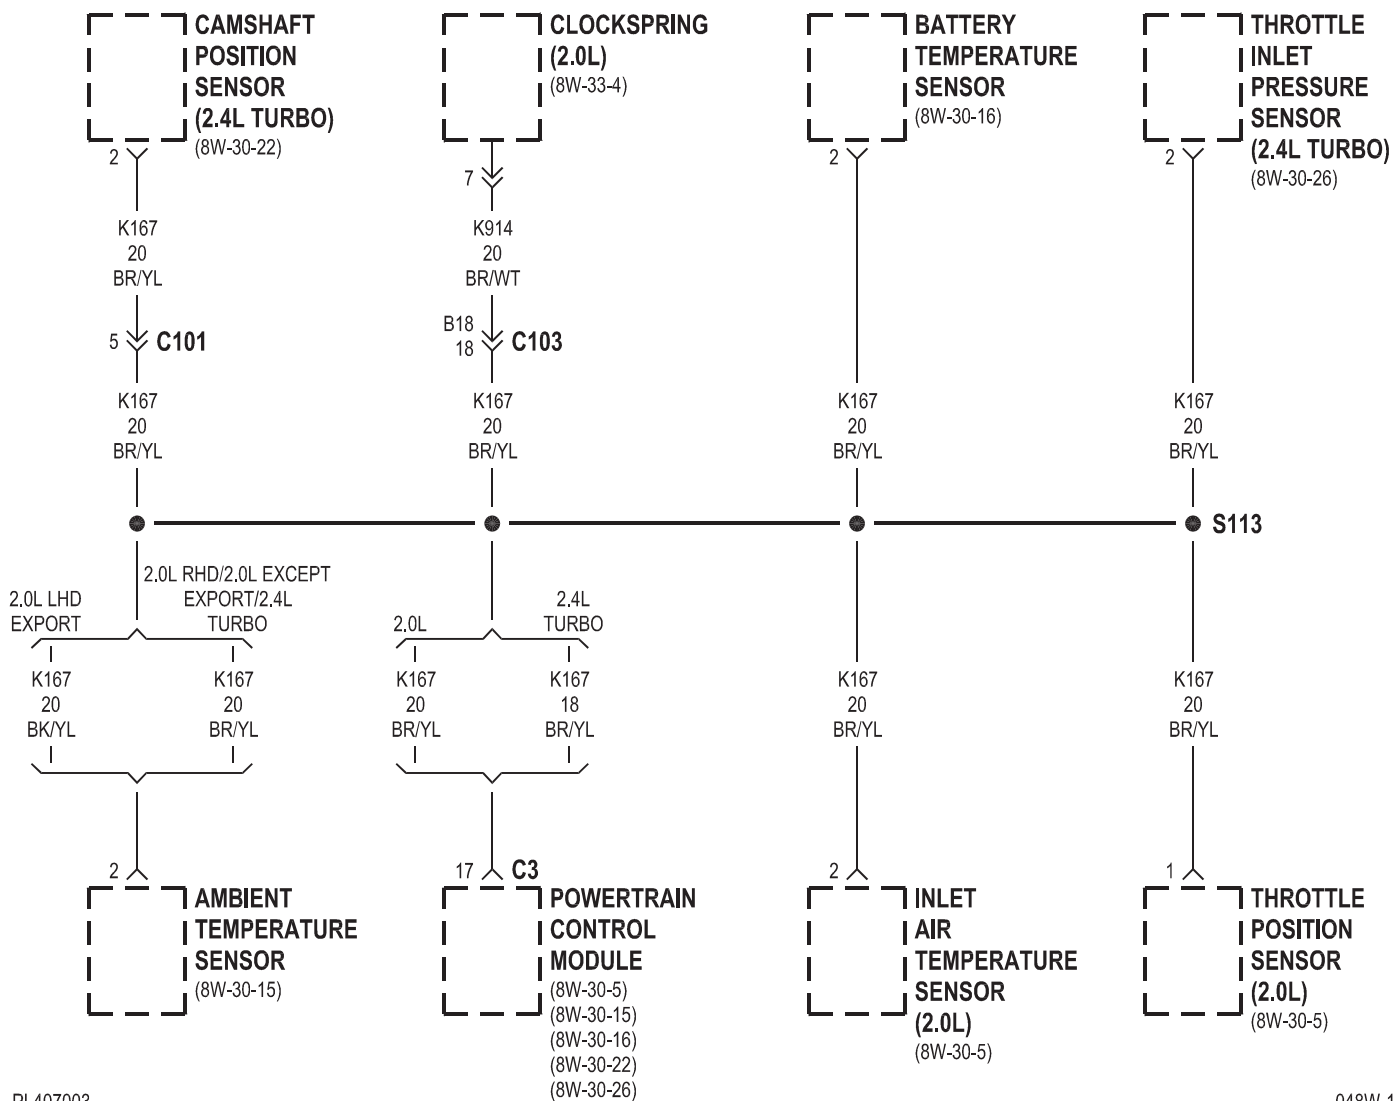 CAMSHAFT
POSITION
SENSOR
(2.4L TURBO)
(8W-30-22)
2
K167
20
BR/YL
5
C101
K167
20
BR/YL
CLOCKSPRING
(2.0L)
(8W-33-4)
7
K914
20
BR/WT
B18
18
C103
K167
20
BR/YL
BATTERY
TEMPERATURE
SENSOR
(8W-30-16)
2
K167
20
BR/YL
THROTTLE
INLET
PRESSURE
SENSOR
(2.4L TURBO)
(8W-30-26)
2
K167
20
BR/YL
S113
2.0L LHD
EXPORT
K167
20
BK/YL
2.0L RHD/2.0L EXCEPT
EXPORT/2.4L
TURBO
K167
20
BR/YL
2
AMBIENT
TEMPERATURE
SENSOR
(8W-30-15)
2.0L
K167
20
BR/YL
2.4L
TURBO
K167
18
BR/YL
17
C3
POWERTRAIN
CONTROL
MODULE
(8W-30-5)
(8W-30-15)
(8W-30-16)
(8W-30-22)
(8W-30-26)
K167
20
BR/YL
2
INLET
AIR
TEMPERATURE
SENSOR
(2.0L)
(8W-30-5)
K167
20
BR/YL
1
THROTTLE
POSITION
SENSOR
(2.0L)
(8W-30-5)